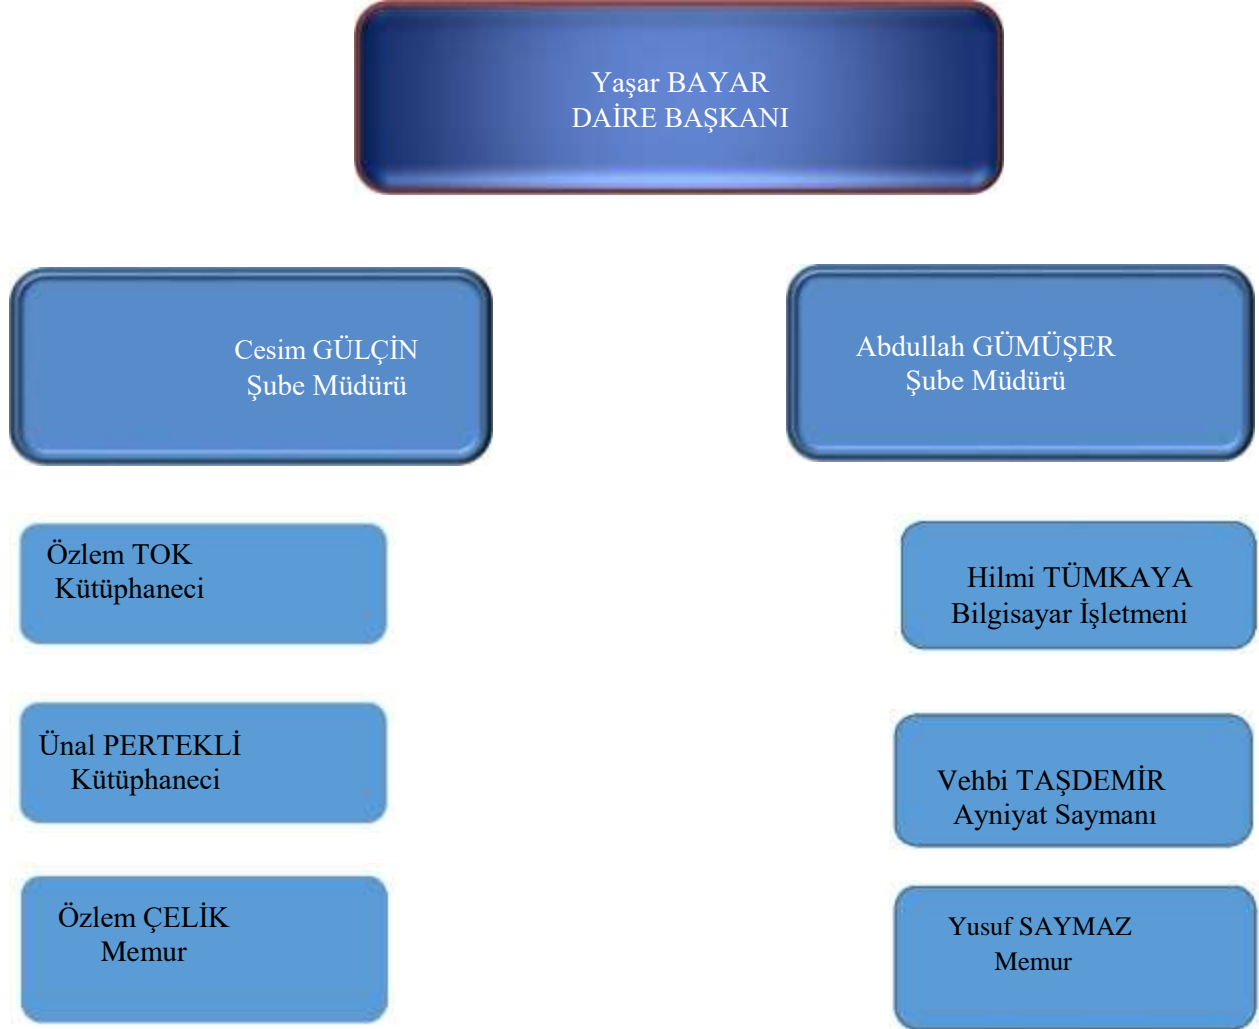 Yaşar BAYAR
DAİRE BAŞKANI
Cesim GÜLÇİN
Şube Müdürü
Abdullah GÜMÜŞER
Şube Müdürü
Özlem TOK
Kütüphaneci
Hilmi TÜMKAYA
Bilgisayar İşletmeni
Ünal PERTEKLİ
Kütüphaneci
Vehbi TAŞDEMİR
Ayniyat Saymanı
Özlem ÇELİK
Memur
Yusuf SAYMAZ
Memur